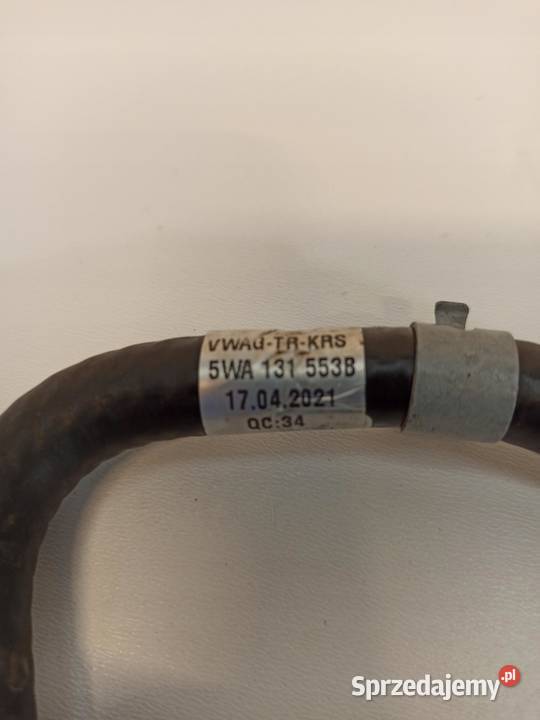 VWAG-TR-KRS
5WA 131 553B
17.04.2021
QC:34
Sprzedajemy.pl